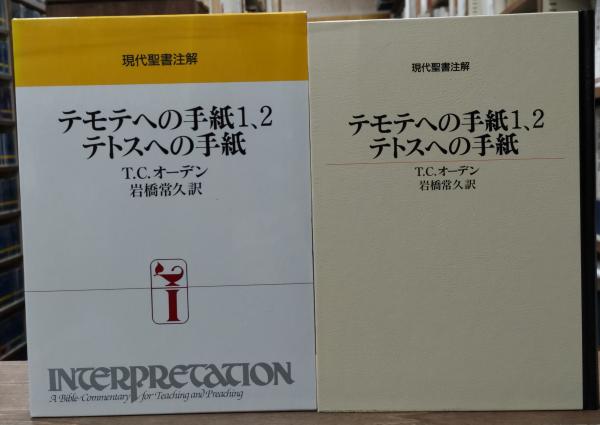 現代聖書注解
テモテへの手紙1、2
テトスへの手紙
T.C.オーデン
岩橋常久訳
I
INTERPRETATION
A Bible Commentary for Teaching and Preaching
現代聖書注解
テモテへの手紙1、2
テトスへの手紙
T.C.オーデン
岩橋常久訳